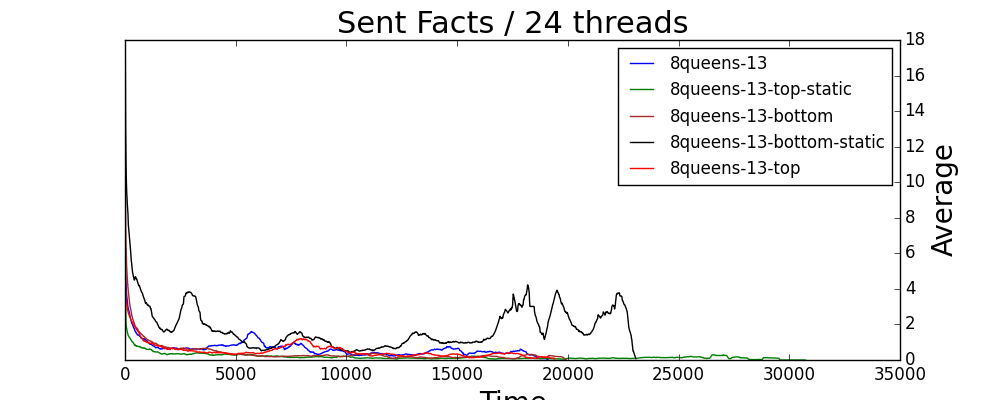 Sent Facts / 24 threads
8queens-13
8queens-13-top-static
8queens-13-bottom
8queens-13-bottom-static
8queens-13-top
18
16
14
12
10
8
6
4
2
0
Average
0 5000 10000 15000 20000 25000 30000 35000
Time